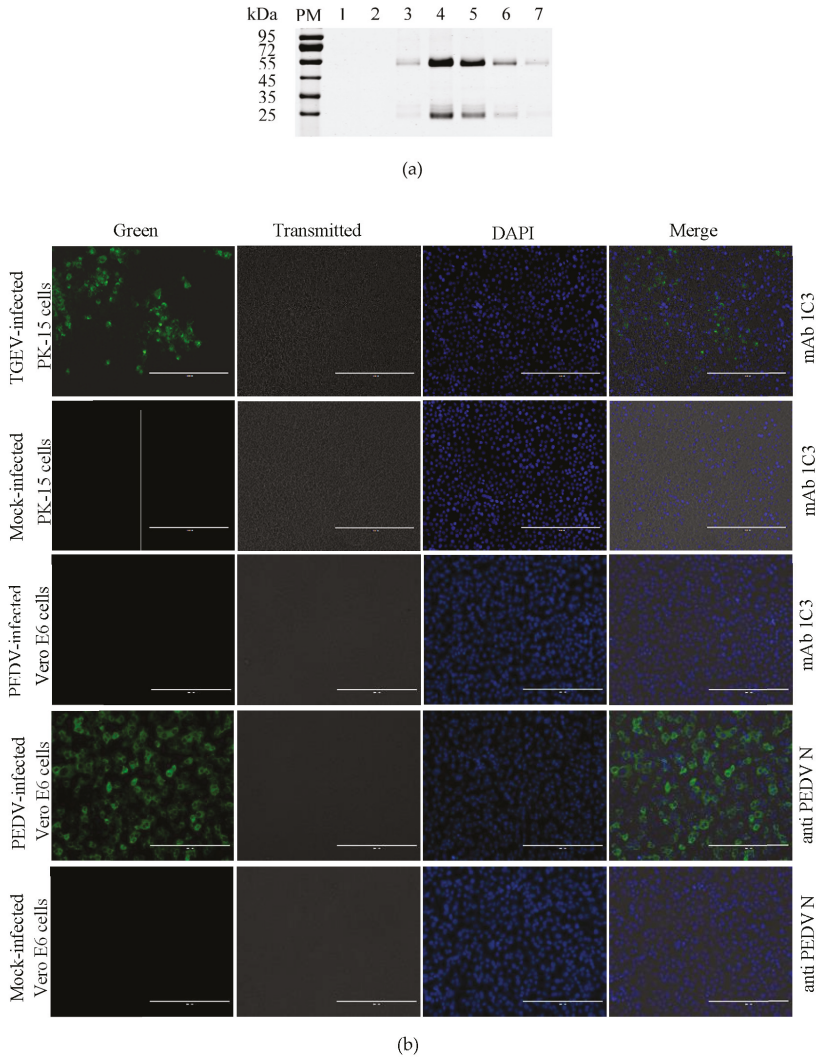 kDa PM 1 2 3 4 5 6 7
95
72
55
45
35
25
(a)
Green Transmitted DAPI Merge
TGEV-infected
PK-15 cells
mAb 1C3
Mock-infected
PK-15 cells
mAb 1C3
PEDV-infected
Vero E6 cells
mAb 1C3
PEDV-infected
Vero E6 cells
anti PEDV N
Mock-infected
Vero E6 cells
anti PEDV N
(b)